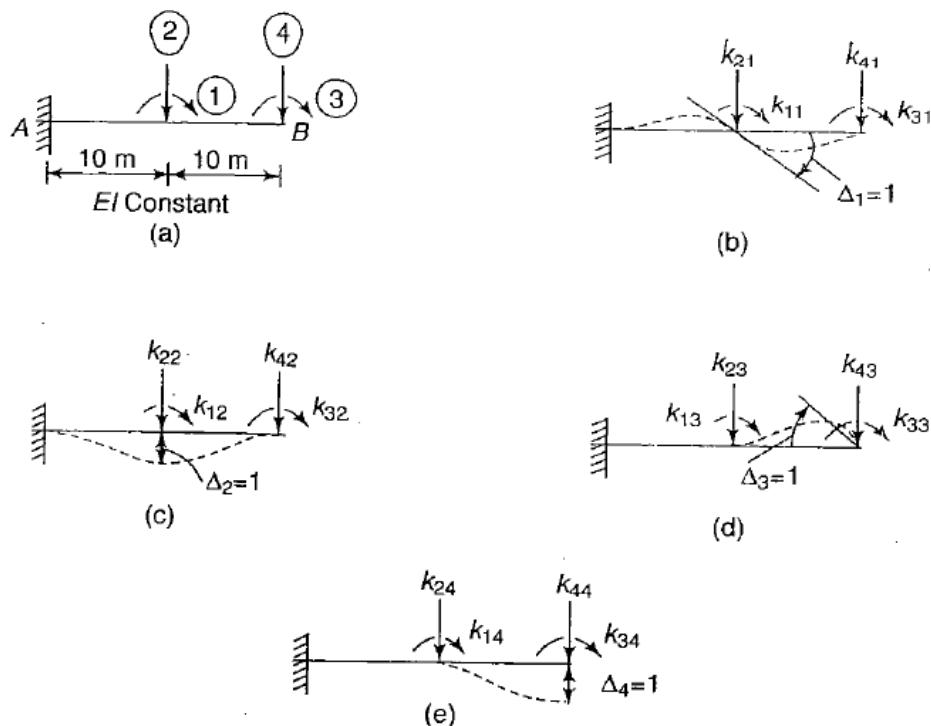 2 4
1 3
A B
10 m 10 m
EI Constant
(a)
k21 k41
k11 k31
Δ1=1
(b)
k22 k42
k12 k32
Δ2=1
(c)
k23 k43
k13 k33
Δ3=1
(d)
k24 k44
k14 k34
Δ4=1
(e)